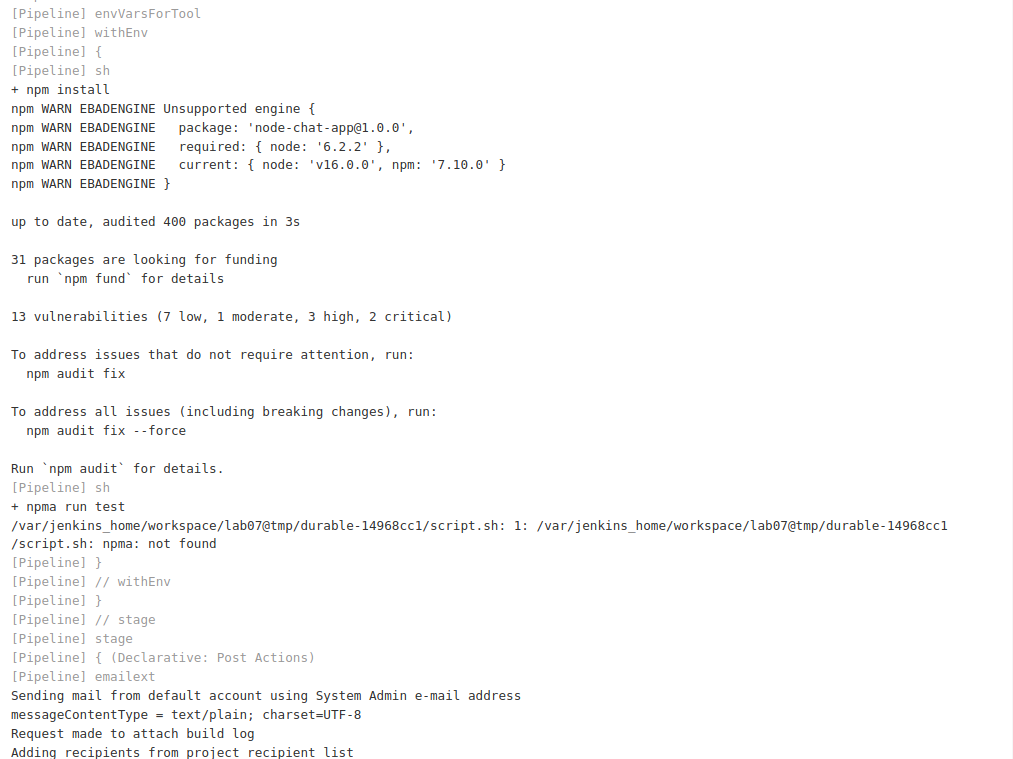 [Pipeline] envVarsForTool
[Pipeline] withEnv
[Pipeline] {
[Pipeline] sh
+ npm install
npm WARN EBADENGINE Unsupported engine {
npm WARN EBADENGINE   package: 'node-chat-app@1.0.0',
npm WARN EBADENGINE   required: { node: '6.2.2' },
npm WARN EBADENGINE   current: { node: 'v16.0.0', npm: '7.10.0' }
npm WARN EBADENGINE }

up to date, audited 400 packages in 3s

31 packages are looking for funding
  run `npm fund` for details

13 vulnerabilities (7 low, 1 moderate, 3 high, 2 critical)

To address issues that do not require attention, run:
  npm audit fix

To address all issues (including breaking changes), run:
  npm audit fix --force

Run `npm audit` for details.
[Pipeline] sh
+ npma run test
/var/jenkins_home/workspace/lab07@tmp/durable-14968cc1/script.sh: 1: /var/jenkins_home/workspace/lab07@tmp/durable-14968cc1
/script.sh: npma: not found
[Pipeline] }
[Pipeline] // withEnv
[Pipeline] }
[Pipeline] // stage
[Pipeline] stage
[Pipeline] { (Declarative: Post Actions)
[Pipeline] emailext
Sending mail from default account using System Admin e-mail address
messageContentType = text/plain; charset=UTF-8
Request made to attach build log
Adding recipients from project recipient list